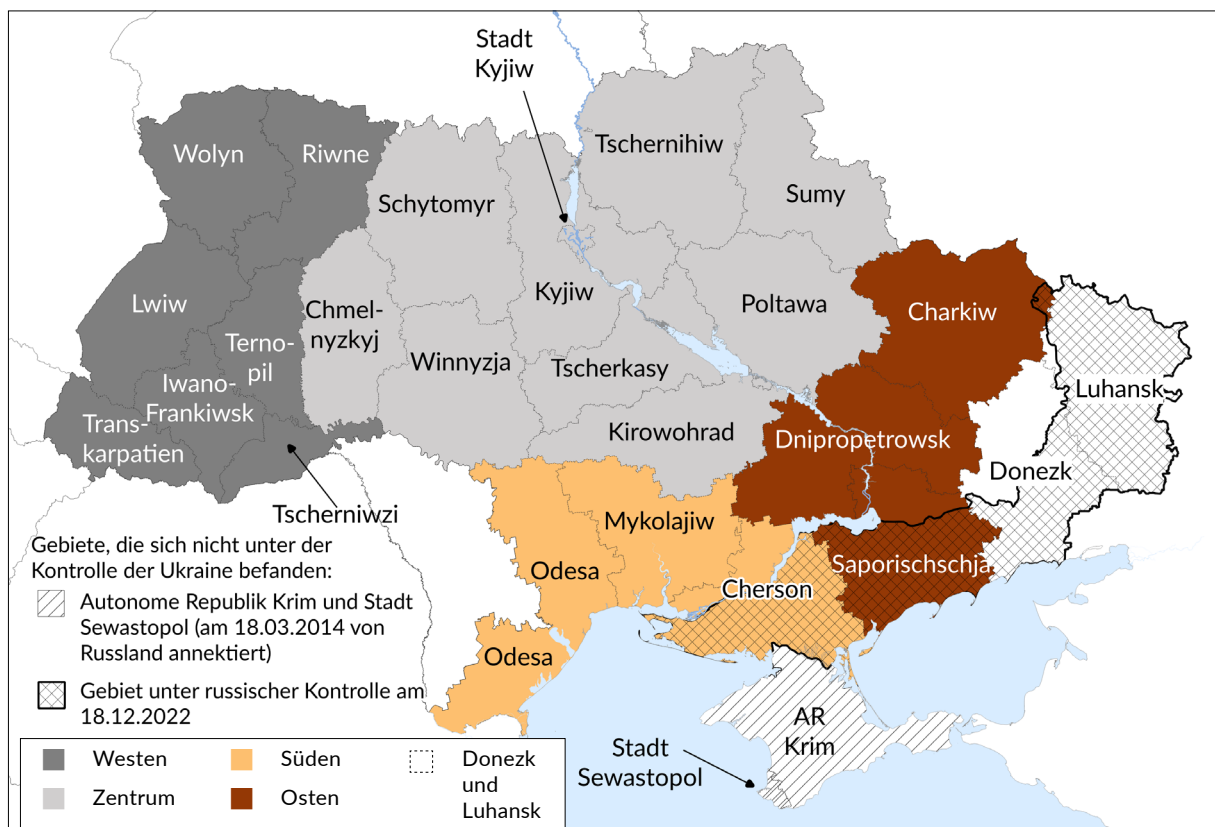 Stadt
Kyjiw
Wolyn
Riwne
Tschernihiw
Schytomyr
Sumy
Lwiw
Kyjiw
Poltawa
Charkiw
Chmel-
nyzkyj
Terno-
pil
Winnyzja
Tscherkasy
Luhansk
Iwano-
Frankiwsk
Trans-
karpatien
Kirowohrad
Dnipropetrowsk
Donezk
Tscherniwzi
Mykolajiw
Odesa
Saporischschja
Cherson
Odesa
AR
Krim
Stadt
Sewastopol
Gebiete, die sich nicht unter der
Kontrolle der Ukraine befanden:
Autonome Republik Krim und Stadt
Sewastopol (am 18.03.2014 von
Russland annektiert)
Gebiet unter russischer Kontrolle am
18.12.2022
Westen
Zentrum
Süden
Osten
Donezk
und
Luhansk